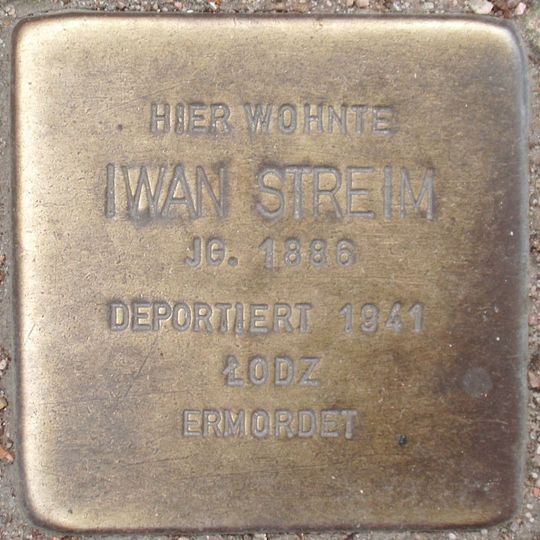 HIER WOHNTE
IWAN STREIM
JG. 1886
DEPORTIERT 1941
ŁODZ
ERMORDET